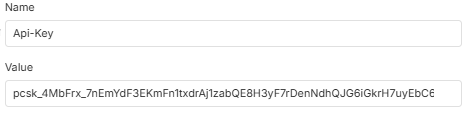 Name
Api-Key
Value
pcsk_4MbFrx_7nEmYdF3EKmFn1txdrAj1zabQE8H3yF7rDenNdhQJG6iGkrH7uyEbC6